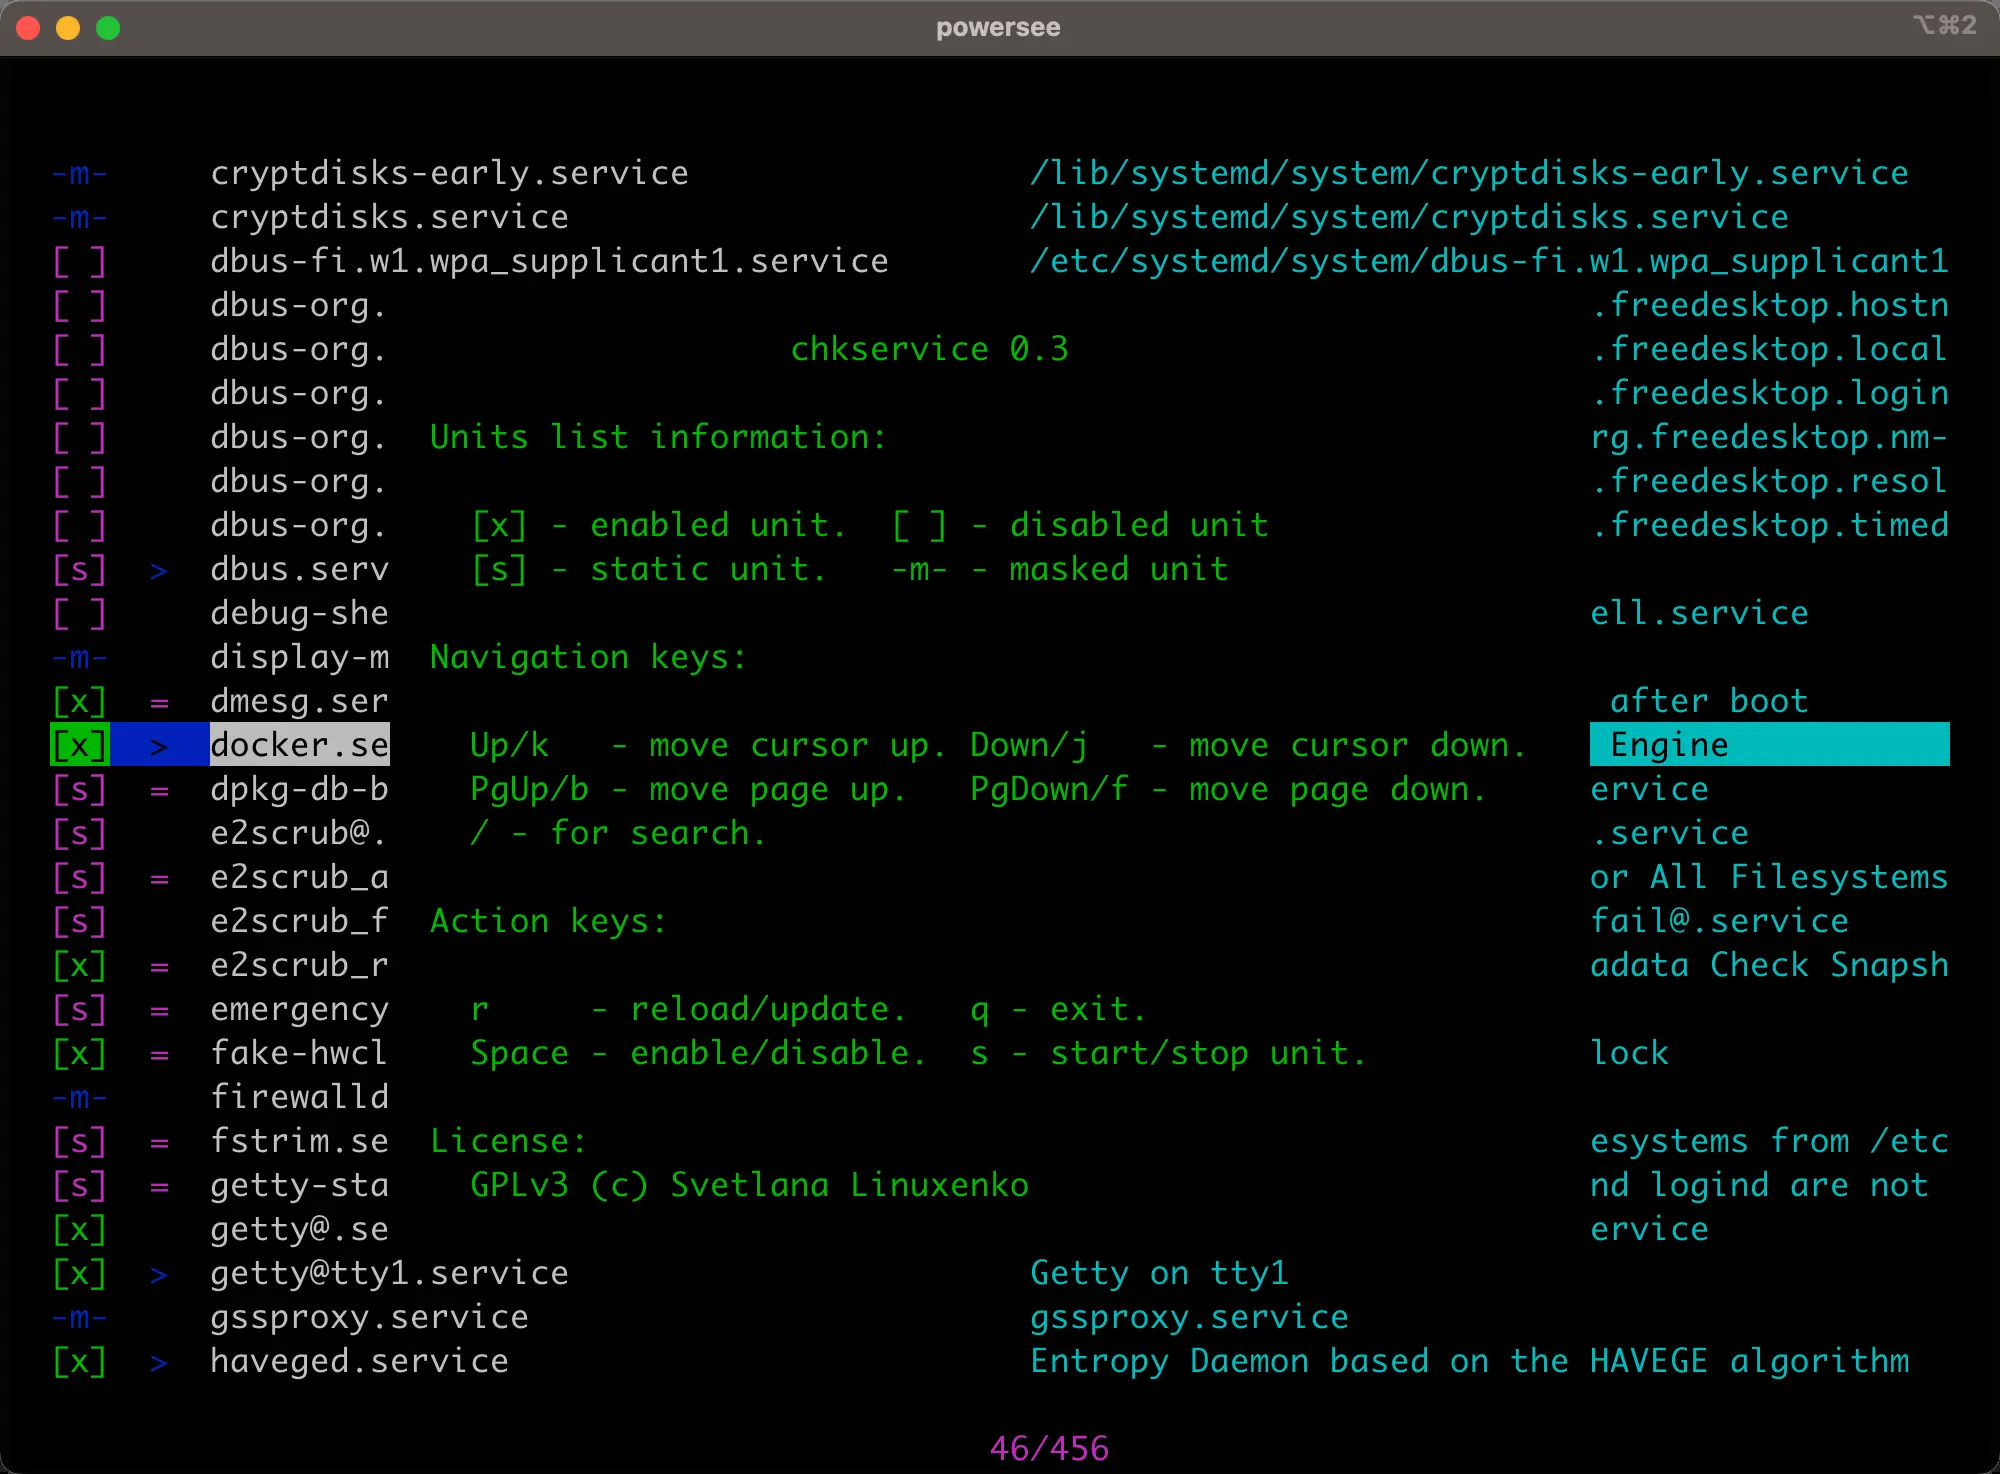 powersee ⌥⌘2
-m- cryptdisks-early.service /lib/systemd/system/cryptdisks-early.service
-m- cryptdisks.service /lib/systemd/system/cryptdisks.service
[ ] dbus-fi.w1.wpa_supplicant1.service /etc/systemd/system/dbus-fi.w1.wpa_supplicant1
[ ] dbus-org. .freedesktop.hostn
[ ] dbus-org. chkservice 0.3 .freedesktop.local
[ ] dbus-org. .freedesktop.login
[ ] dbus-org. Units list information: rg.freedesktop.nm-
[ ] dbus-org. .freedesktop.resol
[ ] dbus-org. [x] - enabled unit. [ ] - disabled unit .freedesktop.timed
[s] > dbus.serv [s] - static unit. -m- - masked unit
[ ] debug-she ell.service
-m- display-m Navigation keys:
[x] = dmesg.ser after boot
[x] > docker.se Up/k - move cursor up. Down/j - move cursor down. Engine
[s] = dpkg-db-b PgUp/b - move page up. PgDown/f - move page down. ervice
[s] e2scrub@. / - for search. .service
[s] = e2scrub_a or All Filesystems
[s] e2scrub_f Action keys: fail@.service
[x] = e2scrub_r adata Check Snapsh
[s] = emergency r - reload/update. q - exit.
[x] = fake-hwcl Space - enable/disable. s - start/stop unit. lock
-m- firewalld
[s] = fstrim.se License: esystems from /etc
[s] = getty-sta GPLv3 (c) Svetlana Linuxenko nd logind are not
[x] getty@.se ervice
[x] > getty@tty1.service Getty on tty1
-m- gssproxy.service gssproxy.service
[x] > haveged.service Entropy Daemon based on the HAVEGE algorithm
46/456